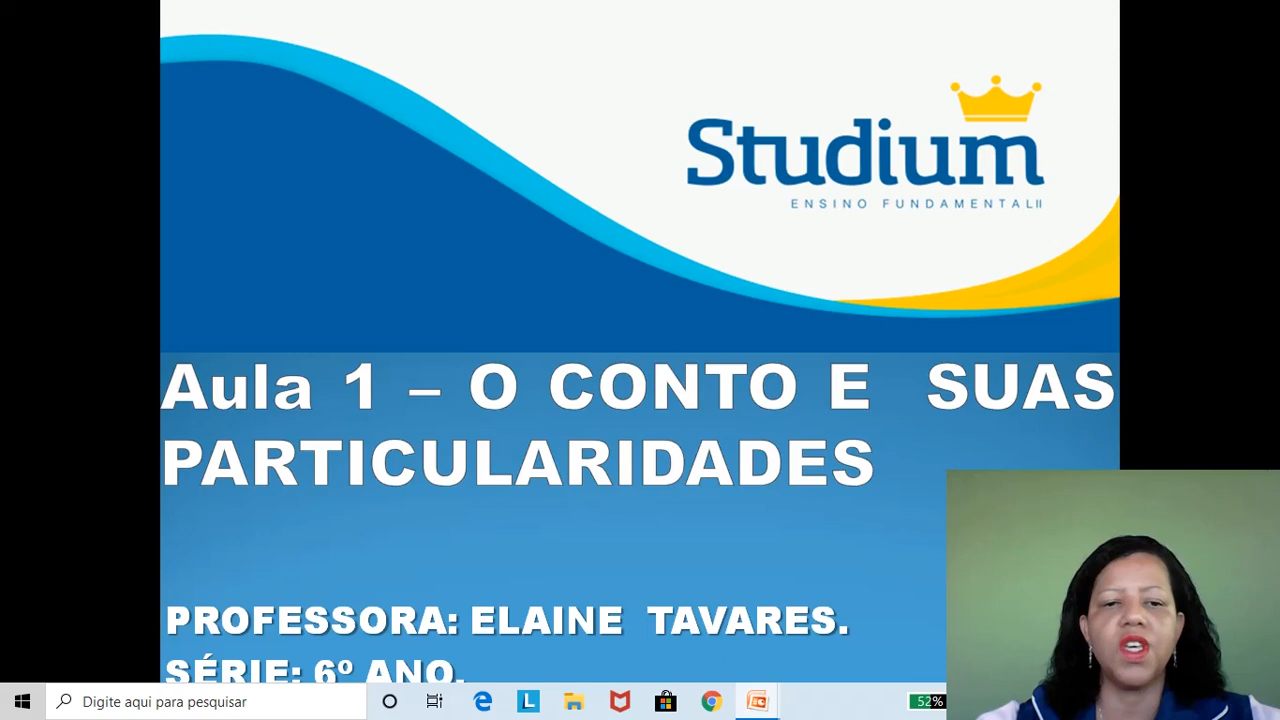 Studium
ENSINO FUNDAMENTAL II
Aula 1 – O CONTO E SUAS
PARTICULARIDADES
PROFESSORA: ELAINE TAVARES.
SÉRIE: 6º ANO.
Digite aqui para pesquisar
52%